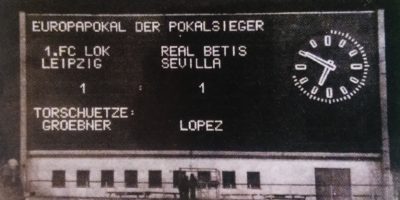 EUROPAPOKAL DER POKALSIEGER
1.FC LOK REAL BETIS
LEIPZIG SEVILLA
1 : 1
TORSCHUETZE:
GROEBNER LOPEZ